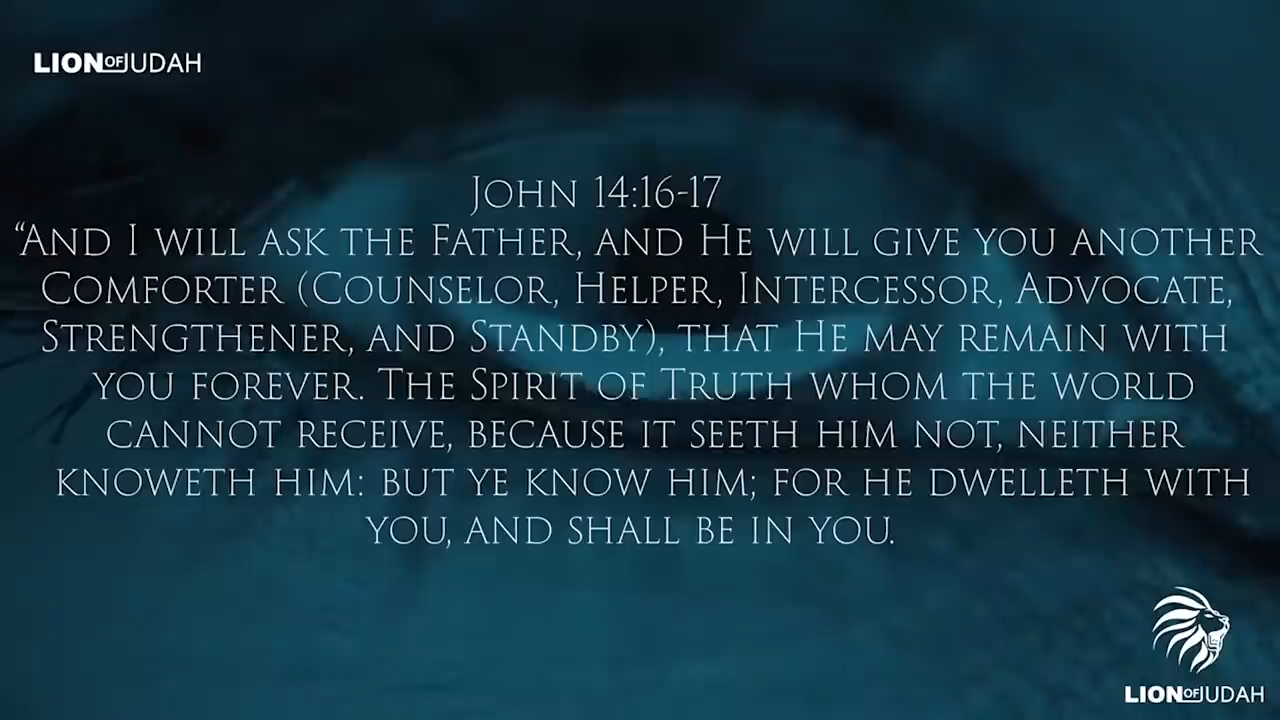 LION OF JUDAH
John 14:16-17
“And I will ask the Father, and He will give you another
Comforter (Counselor, Helper, Intercessor, Advocate,
Strengthener, and Standby), that He may remain with
you forever. The Spirit of Truth whom the world
cannot receive, because it seeth him not, neither
knoweth him: but ye know him; for he dwelleth with
you, and shall be in you.
LION OF JUDAH